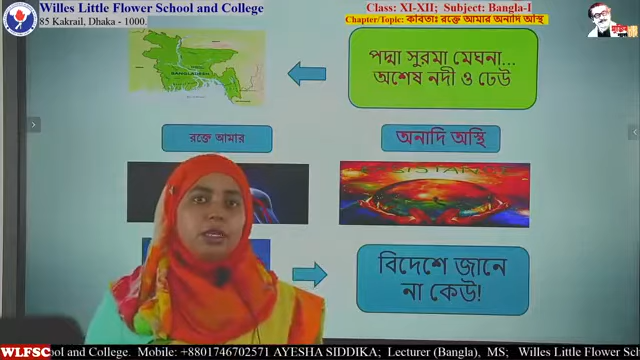 Willes Little Flower School and College
85 Kakrail, Dhaka - 1000.
Class: XI-XII; Subject: Bangla-I
Chapter/Topic: কবিতাঃ রক্তে আমার অনাদি অস্থি
BANGLADESH
পদ্মা সুরমা মেঘনা...
অশেষ নদী ও ঢেউ
রক্তে আমার
অনাদি অস্থি
বিদেশে জানে
না কেউ!
WLFSC
ool and College. Mobile: +8801746702571 AYESHA SIDDIKA; Lecturer (Bangla), MS; Willes Little Flower Sch